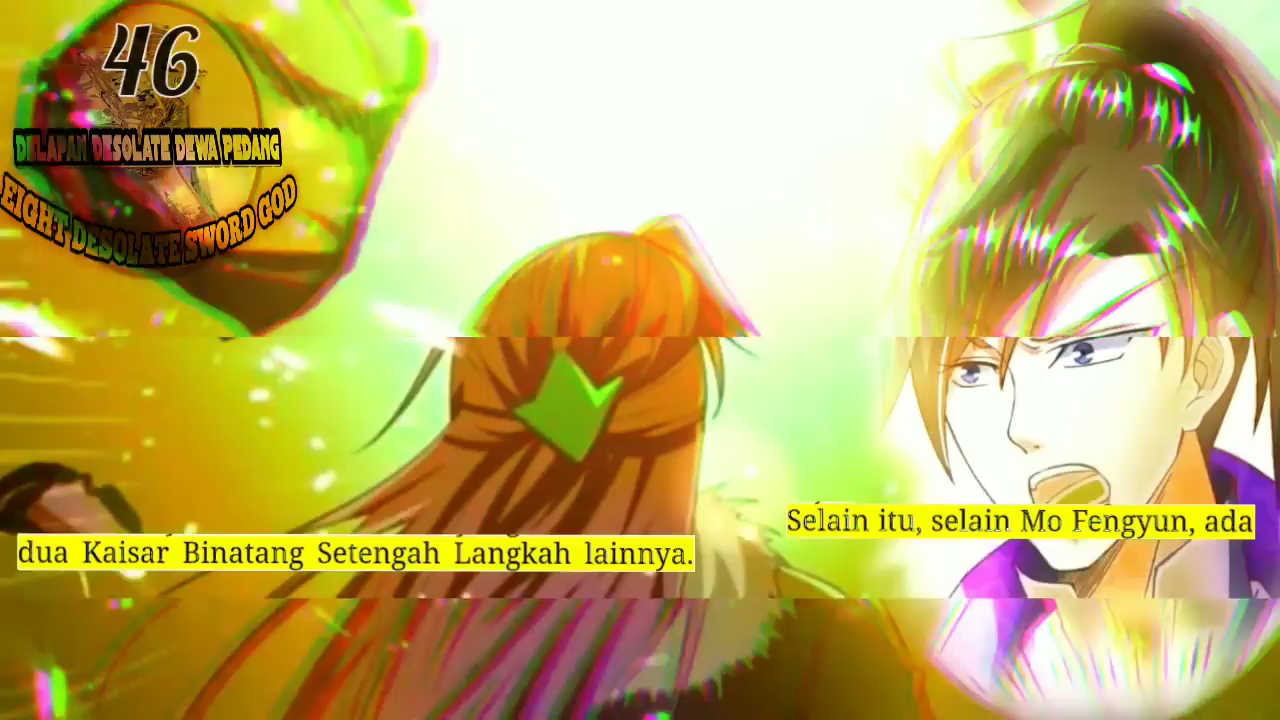 46
DELAPAN DESOLATE DEWA PEDANG
EIGHT DESOLATE SWORD GOD
Selain itu, selain Mo Fengyun, ada
dua Kaisar Binatang Setengah Langkah lainnya.